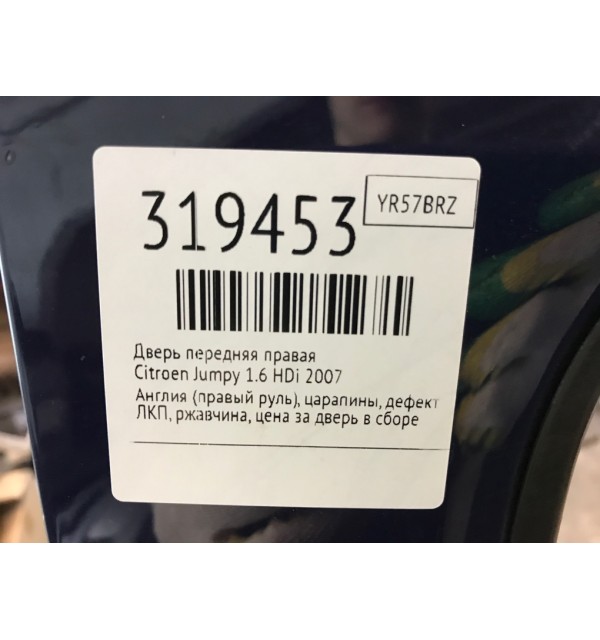 319453
YR57BRZ
Дверь передняя правая
Citroen Jumpy 1.6 HDi 2007
Англия (правый руль), царапины, дефект
ЛКП, ржавчина, цена за дверь в сборе